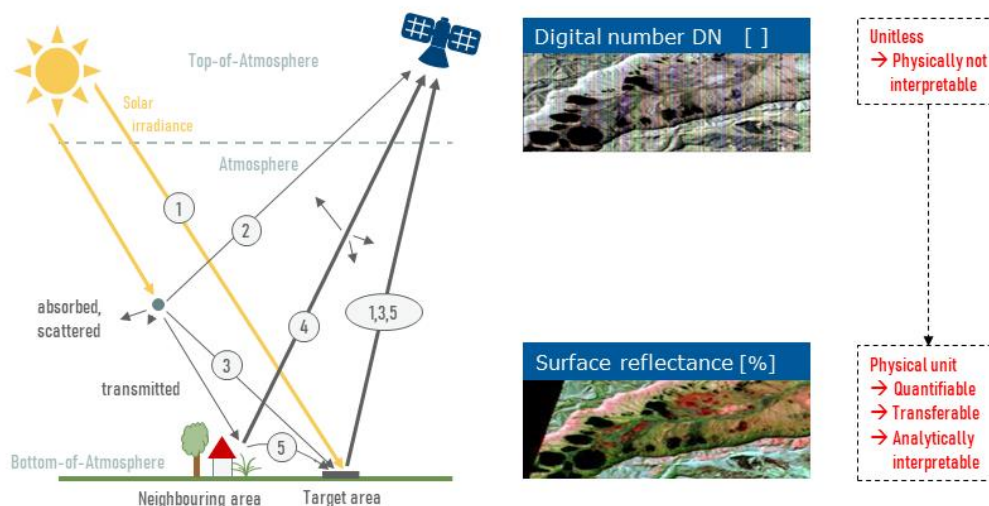 Top-of-Atmosphere
Solar
irradiance
Atmosphere
1
2
absorbed,
scattered
4
1,3,5
3
transmitted
5
Bottom-of-Atmosphere
Neighbouring area
Target area
Digital number DN [ ]
Unitless
→ Physically not
interpretable
Surface reflectance [%]
Physical unit
→ Quantifiable
→ Transferable
→ Analytically
interpretable